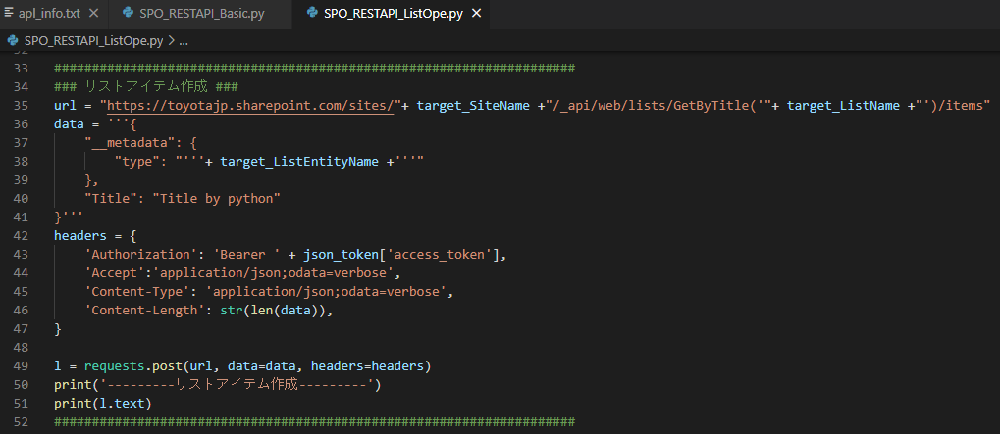 apl_info.txt × SPO_RESTAPI_Basic.py SPO_RESTAPI_ListOpe.py ×
SPO_RESTAPI_ListOpe.py > ...
33 #####################################################################
34 ### リストアイテム作成 ###
35 url = "https://toyotajp.sharepoint.com/sites/"+ target_SiteName +"/_api/web/lists/GetByTitle('"+ target_ListName +"')/items"
36 data = '''{
37 "__metadata": {
38 "type": "'''+ target_ListEntityName +'''"
39 },
40 "Title": "Title by python"
41 }'''
42 headers = {
43 'Authorization': 'Bearer ' + json_token['access_token'],
44 'Accept':'application/json;odata=verbose',
45 'Content-Type': 'application/json;odata=verbose',
46 'Content-Length': str(len(data)),
47 }
48
49 l = requests.post(url, data=data, headers=headers)
50 print('---------リストアイテム作成---------')
51 print(l.text)
52 #####################################################################